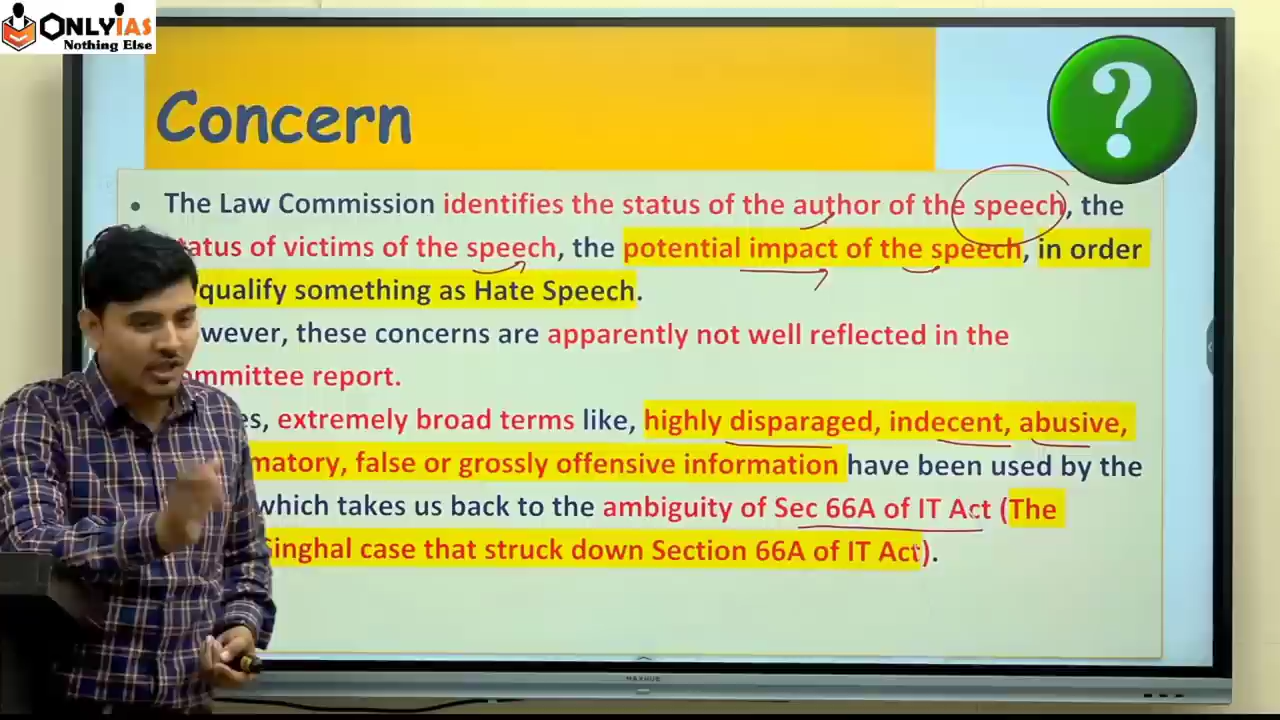 ONLYIAS
Nothing Else
Concern
?
• The Law Commission identifies the status of the author of the speech, the
tatus of victims of the speech, the potential impact of the speech, in order
qualify something as Hate Speech.
wever, these concerns are apparently not well reflected in the
mmittee report.
es, extremely broad terms like, highly disparaged, indecent, abusive,
matory, false or grossly offensive information have been used by the
which takes us back to the ambiguity of Sec 66A of IT Act (The
Singhal case that struck down Section 66A of IT Act).
MAXHUB